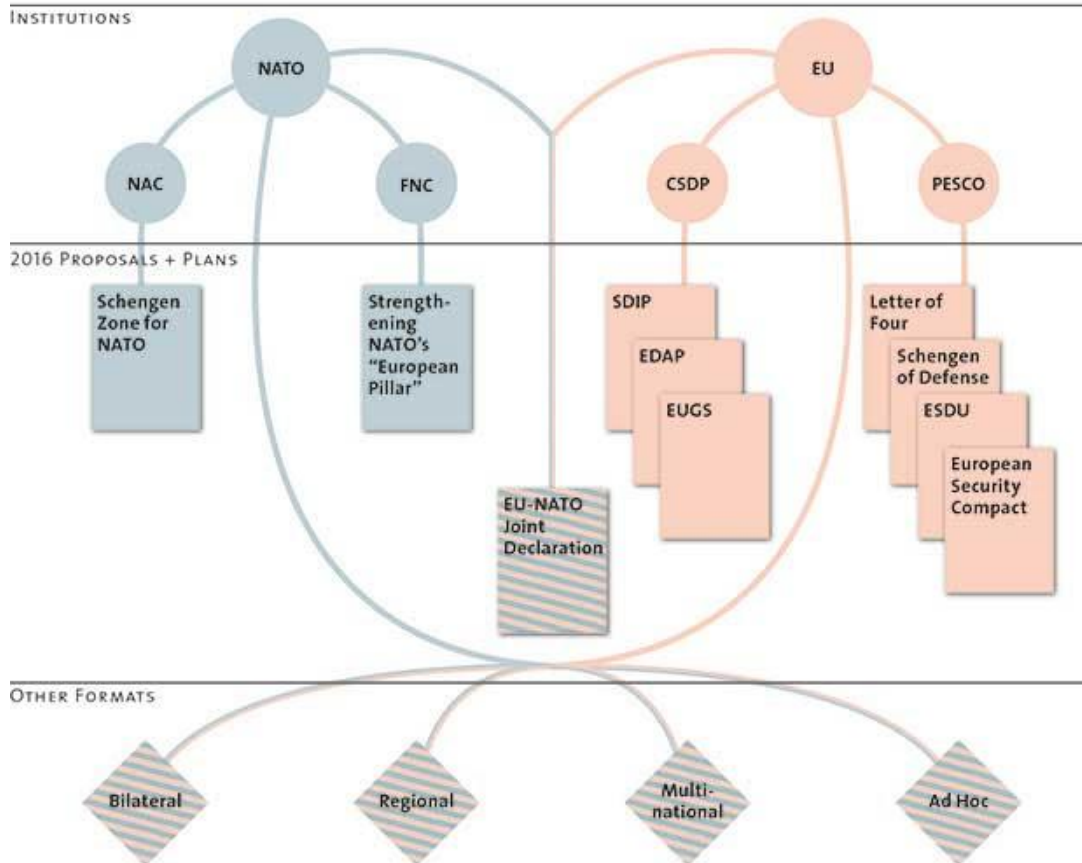 INSTITUTIONS
NATO
EU
NAC
FNC
CSDP
PESCO
2016 PROPOSALS + PLANS
Schengen
Zone for
NATO
Strength-
ening
NATO's
“European
Pillar”
SDIP
EDAP
EUGS
Letter of
Four
Schengen
of Defense
ESDU
European
Security
Compact
EU-NATO
Joint
Declaration
OTHER FORMATS
Bilateral
Regional
Multi-
national
Ad Hoc